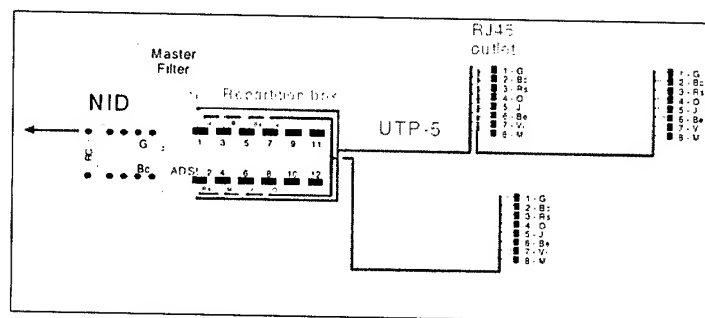 RJ45
outlet
Master
Filter
NID
Repartition box
UTP-5
G
Bc
ADSL
1 3 5 7 9 11
2 4 6 8 10 12
1 - G
2 - Bc
3 - Rs
4 - O
5 - J
6 - Be
7 - Vi
8 - M
1 - G
2 - Bc
3 - Rs
4 - O
5 - J
6 - Be
7 - V
8 - M
1 - G
2 - Bc
3 - Rs
4 - O
5 - J
6 - Be
7 - Vi
8 - M